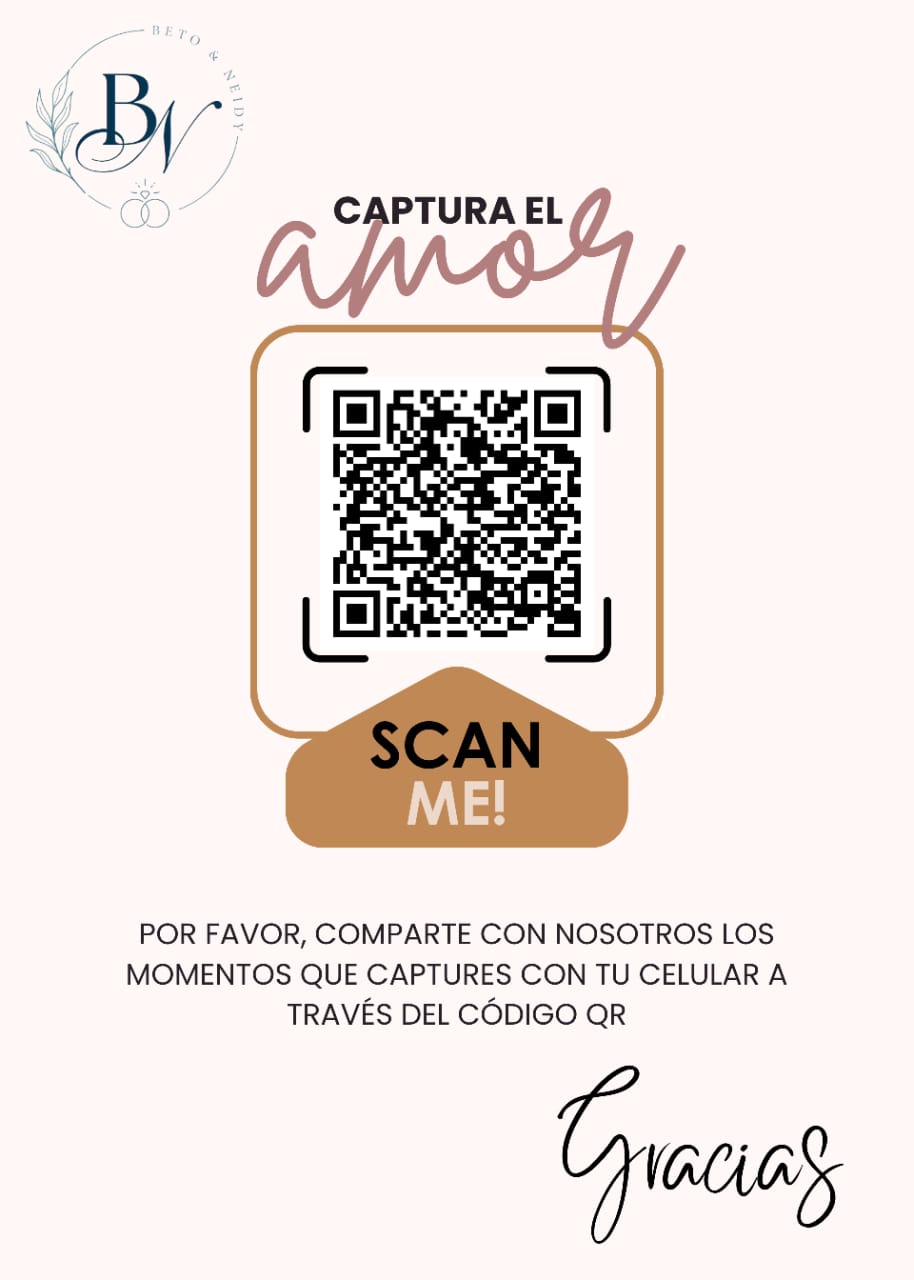 BETO & NEIDY
BN
CAPTURA EL
amor
SCAN
ME!
POR FAVOR, COMPARTE CON NOSOTROS LOS
MOMENTOS QUE CAPTURES CON TU CELULAR A
TRAVÉS DEL CÓDIGO QR
Gracias